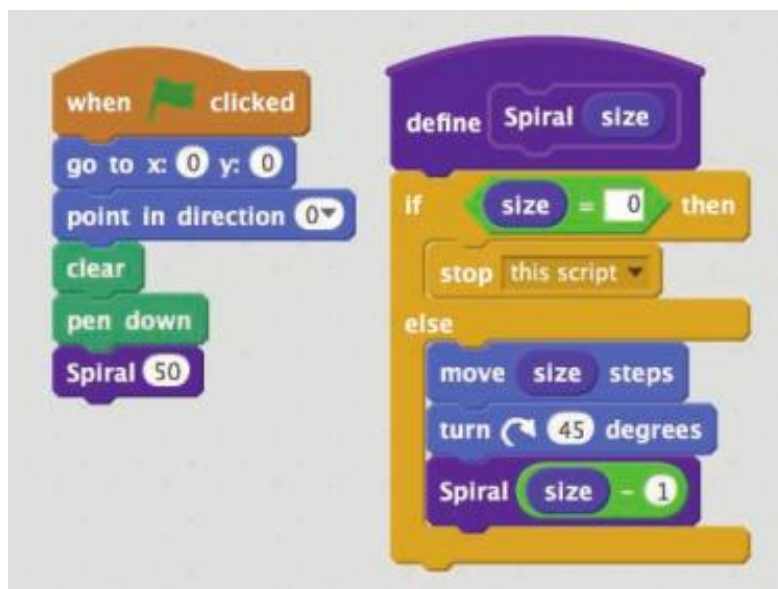 when clicked
go to x: 0 y: 0
point in direction 0
clear
pen down
Spiral 50
define Spiral size
if size = 0 then
stop this script
else
move size steps
turn 45 degrees
Spiral size - 1